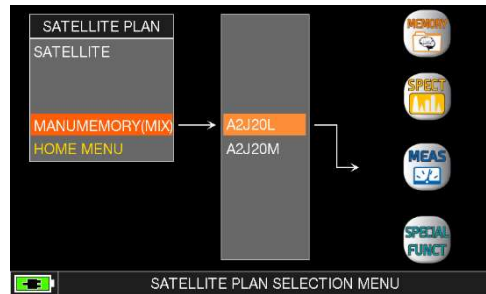 SATELLITE PLAN
SATELLITE
MANUMEMORY(MIX)
HOME MENU
A2J20L
A2J20M
MEMORY
SPECT
MEAS
SPECIAL
FUNCT
SATELLITE PLAN SELECTION MENU